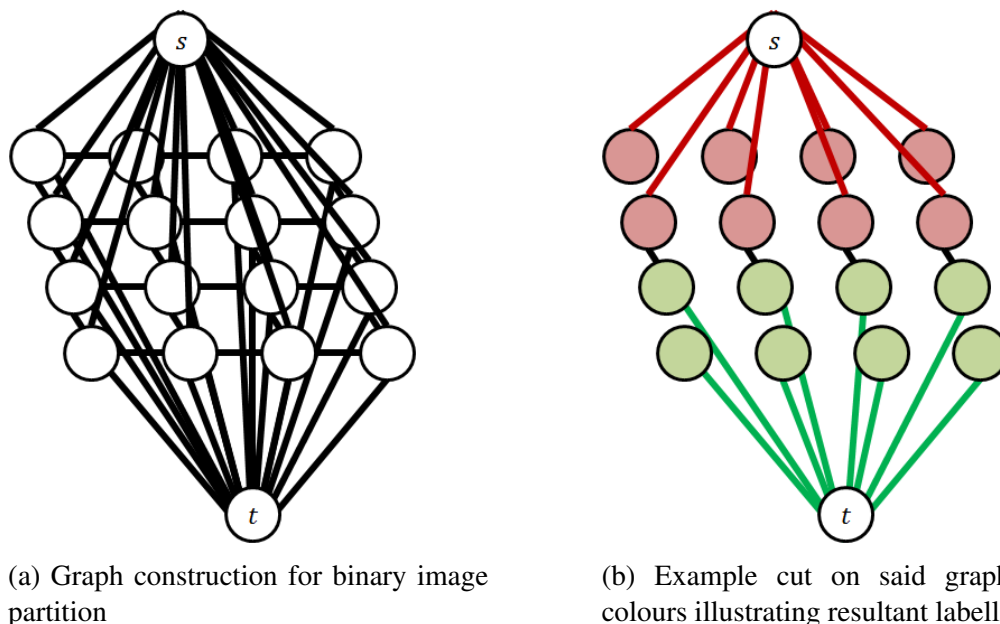 s
t
(a) Graph construction for binary image
partition
s
t
(b) Example cut on said graph
colours illustrating resultant labell